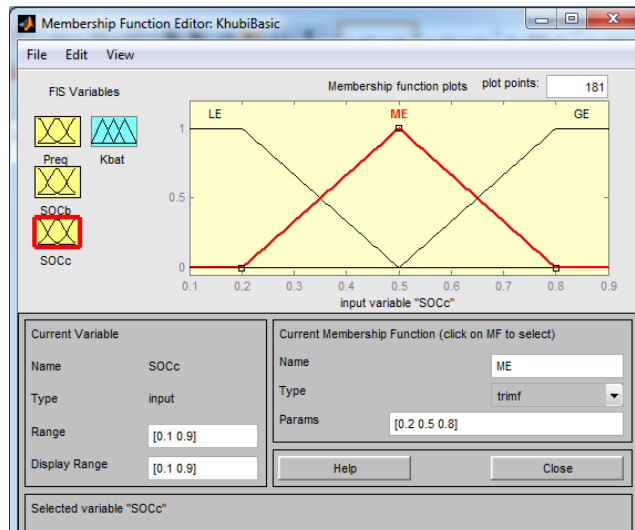 Membership Function Editor: KhubiBasic
File Edit View
FIS Variables
Membership function plots plot points: 181
Preq Kbat
SOCb
SOCc
LE ME GE
1
0.5
0
0.1 0.2 0.3 0.4 0.5 0.6 0.7 0.8 0.9
input variable "SOCc"
Current Variable
Name SOCc
Type input
Range [0.1 0.9]
Display Range [0.1 0.9]
Current Membership Function (click on MF to select)
Name ME
Type trimf
Params [0.2 0.5 0.8]
Help Close
Selected variable "SOCc"